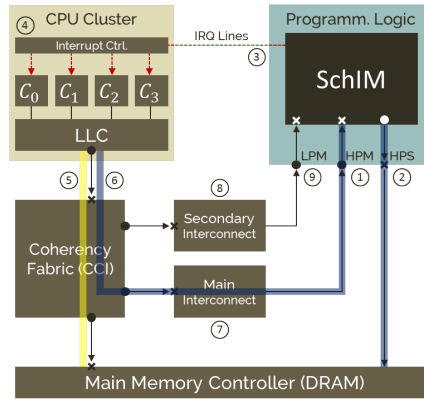 CPU Cluster
Programm. Logic
④
Interrupt Ctrl.
IRQ Lines
③
SchIM
C0 C1 C2 C3
LLC
LPM HPM HPS
⑤ ⑥ ⑧ ⑨ ① ②
Secondary
Interconnect
Coherency
Fabric (CCI)
Main
Interconnect
⑦
Main Memory Controller (DRAM)